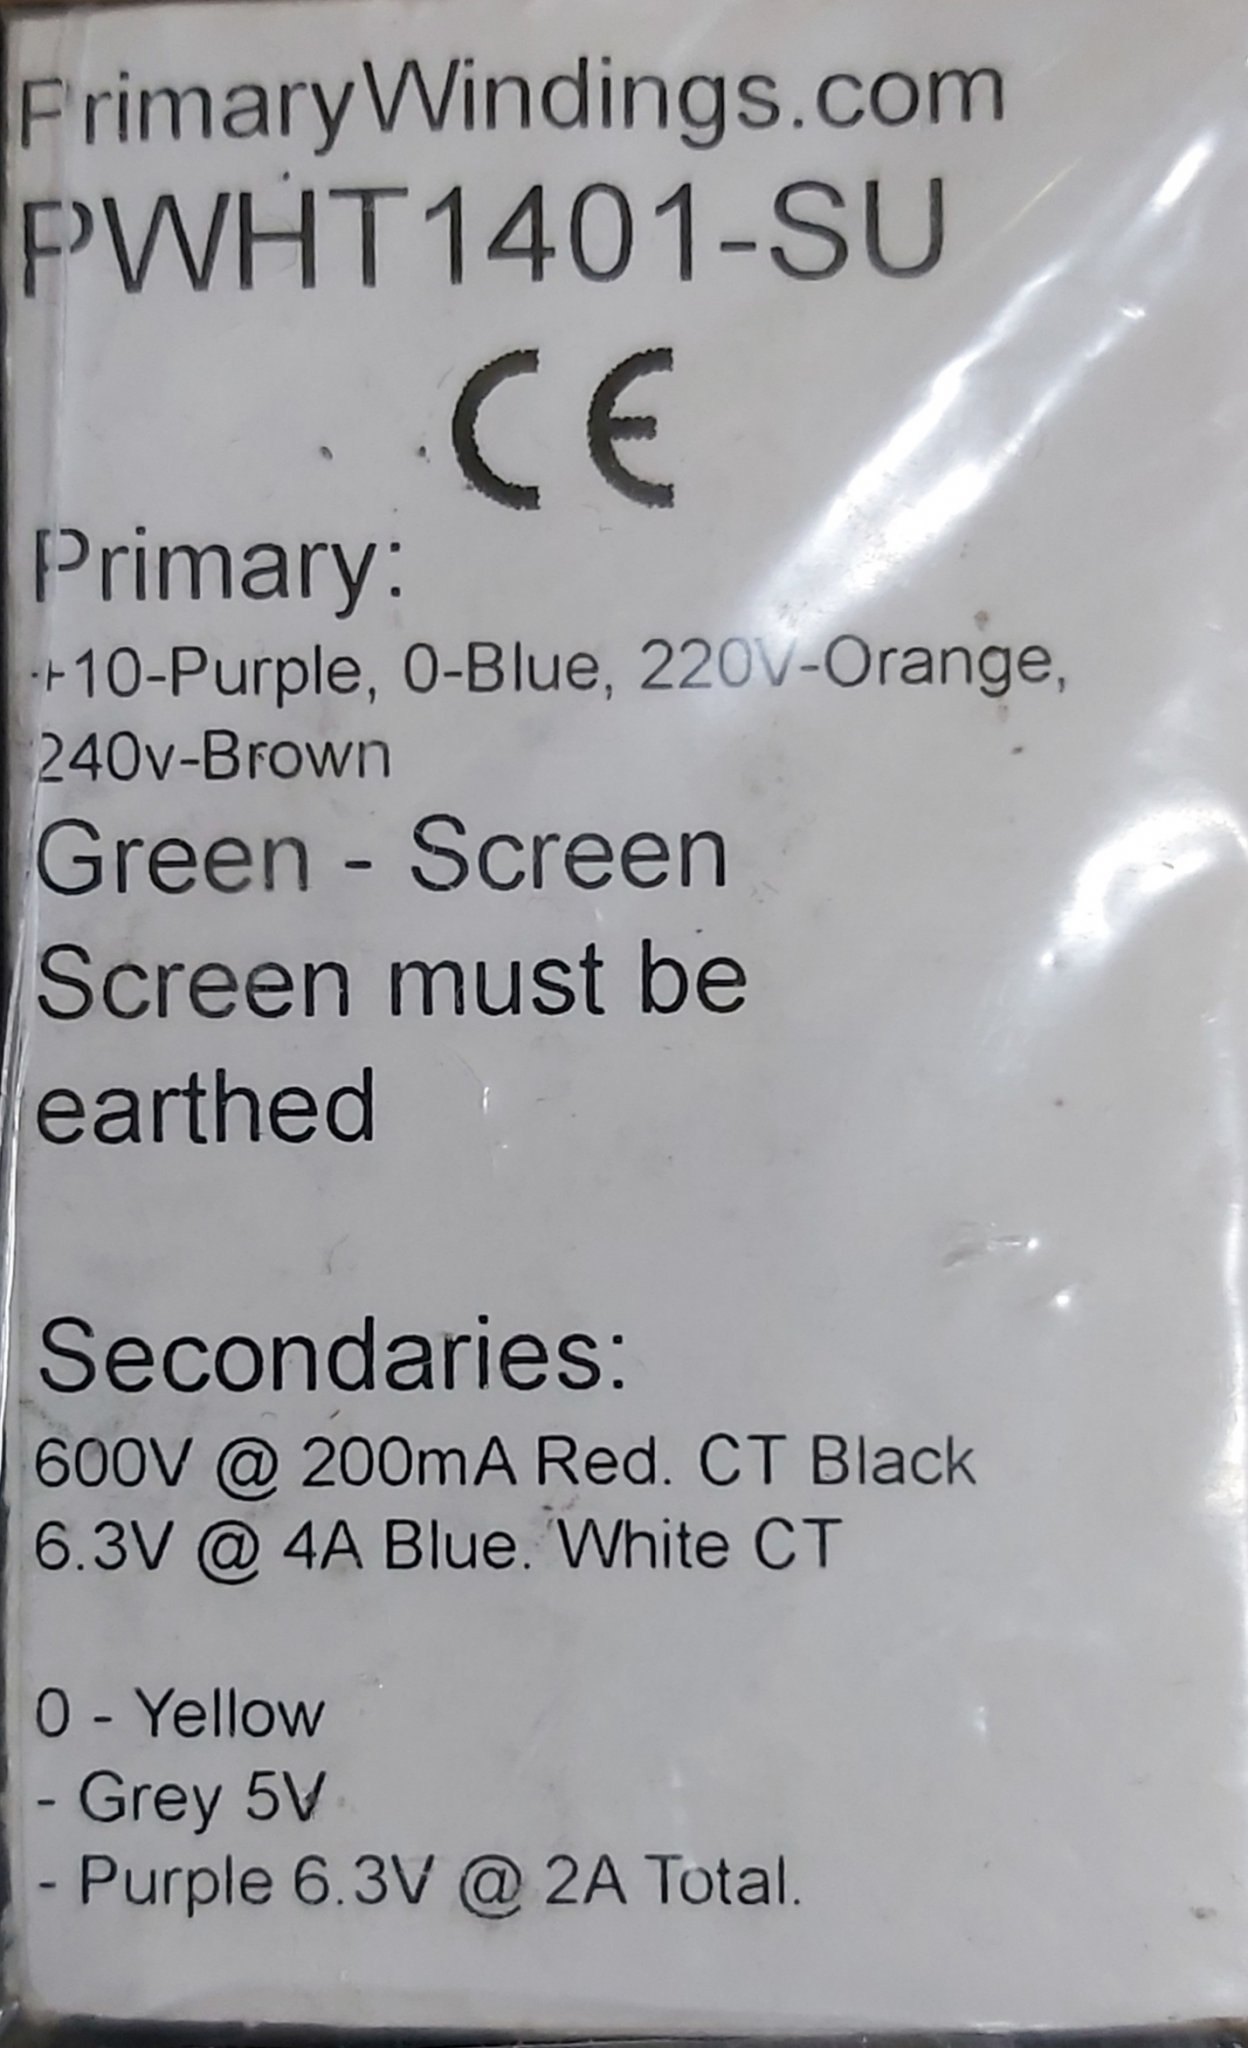 PrimaryWindings.com
PWHT1401-SU
CE
Primary:
+10-Purple, 0-Blue, 220V-Orange,
240v-Brown
Green - Screen
Screen must be
earthed
Secondaries:
600V @ 200mA Red. CT Black
6.3V @ 4A Blue. White CT
0 - Yellow
- Grey 5V
- Purple 6.3V @ 2A Total.